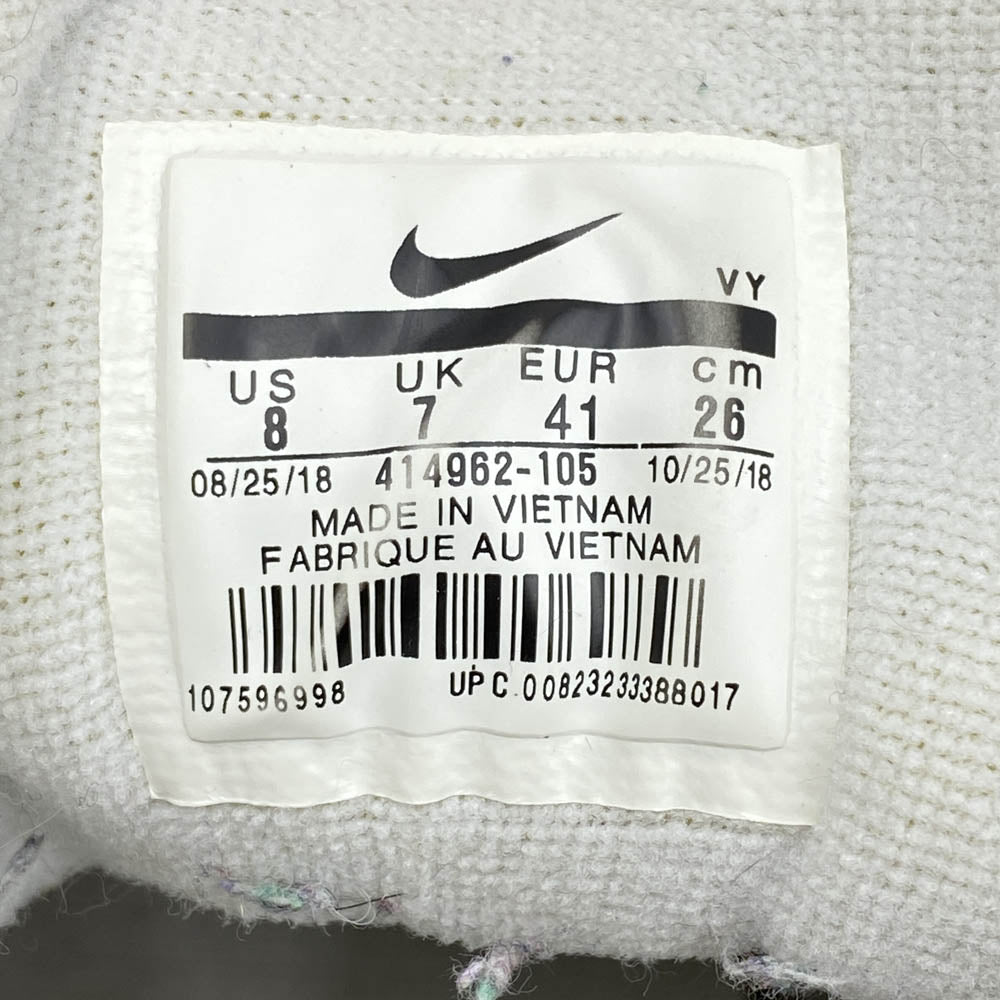 VY
US UK EUR cm
8 7 41 26
08/25/18 414962-105 10/25/18
MADE IN VIETNAM
FABRIQUE AU VIETNAM
107596998 UPC.00823233388017